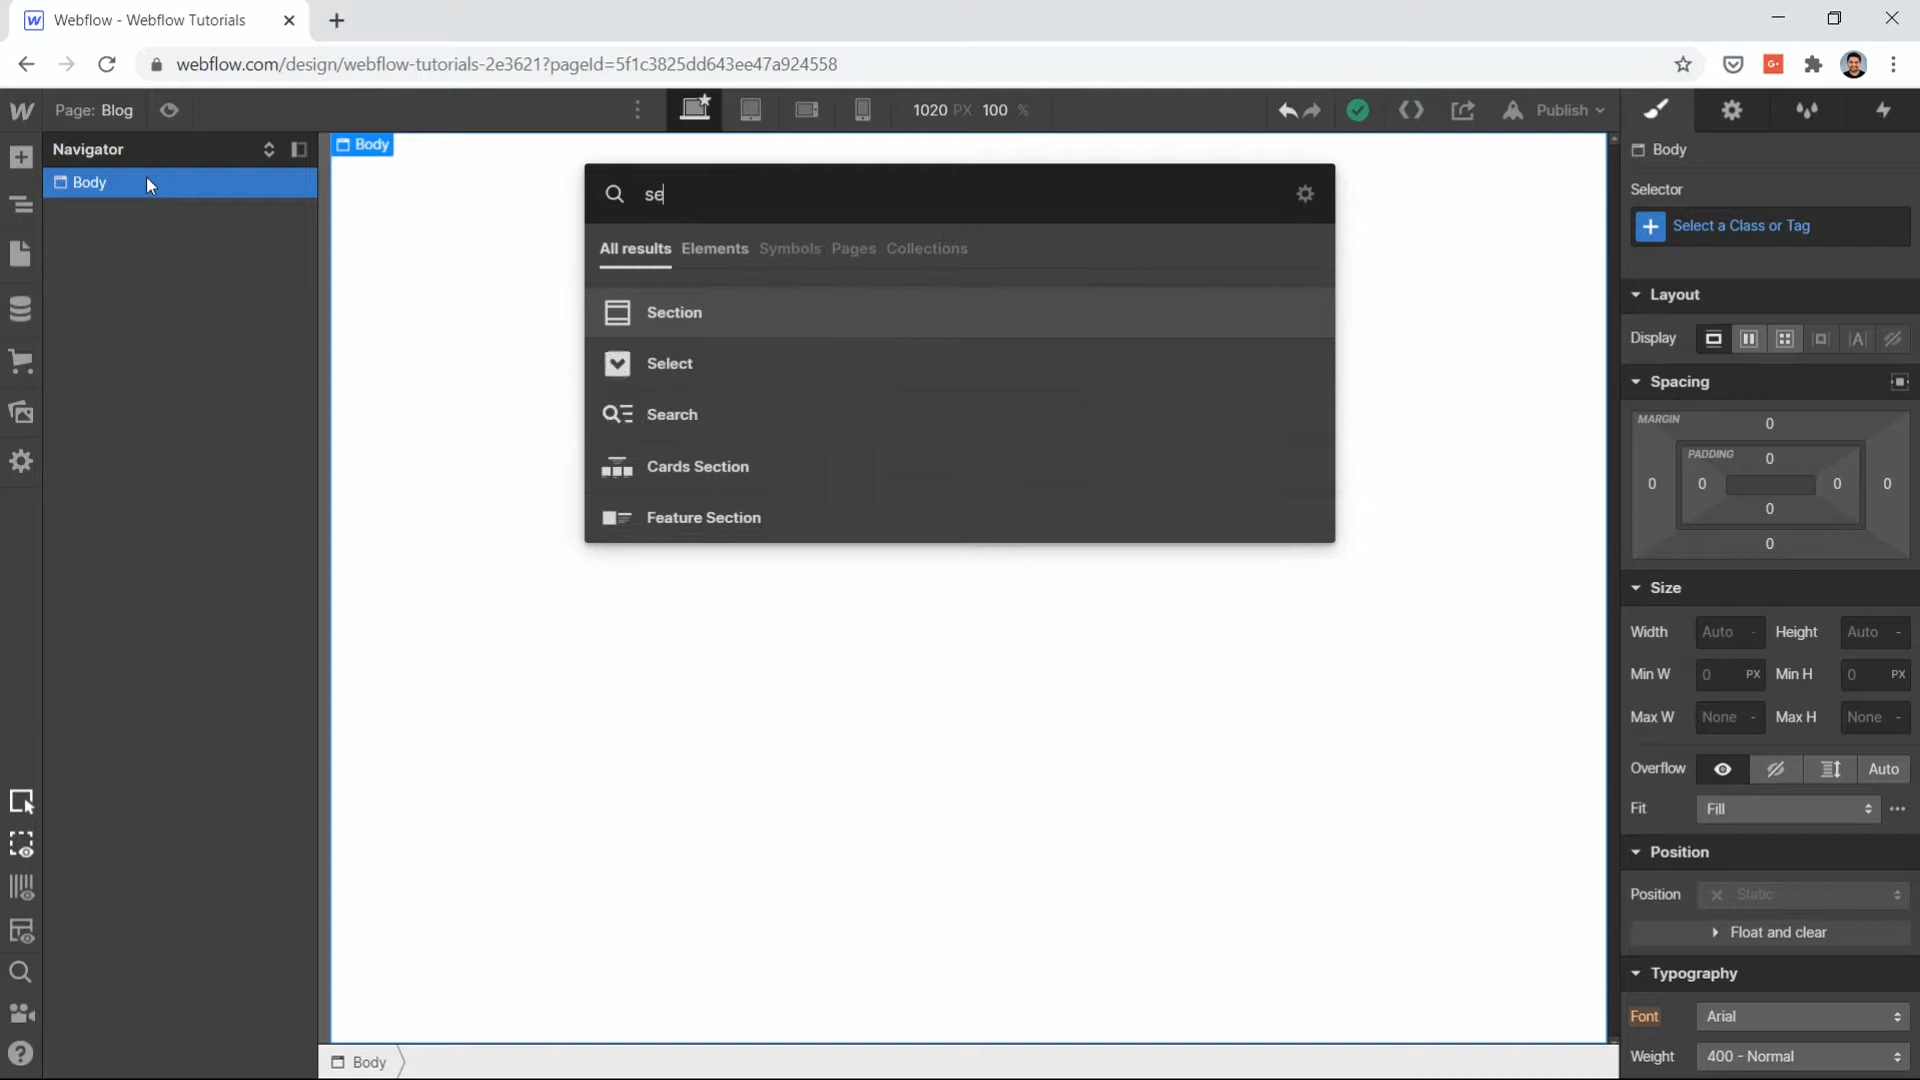 Webflow - Webflow Tutorials
webflow.com/design/webflow-tutorials-2e3621?pageId=5f1c3825dd643ee47a924558
Page: Blog
1020 PX 100 %
Publish
Navigator
Body
Body
se
All results Elements Symbols Pages Collections
Section
Select
Search
Cards Section
Feature Section
Body
Body
Selector
Select a Class or Tag
Layout
Display
Spacing
MARGIN
0
PADDING
0
0 0 0 0
0
0
Size
Width Auto - Height Auto -
Min W 0 PX Min H 0 PX
Max W None - Max H None -
Overflow Auto
Fit Fill
Position
Position Static
Float and clear
Typography
Font Arial
Weight 400 - Normal